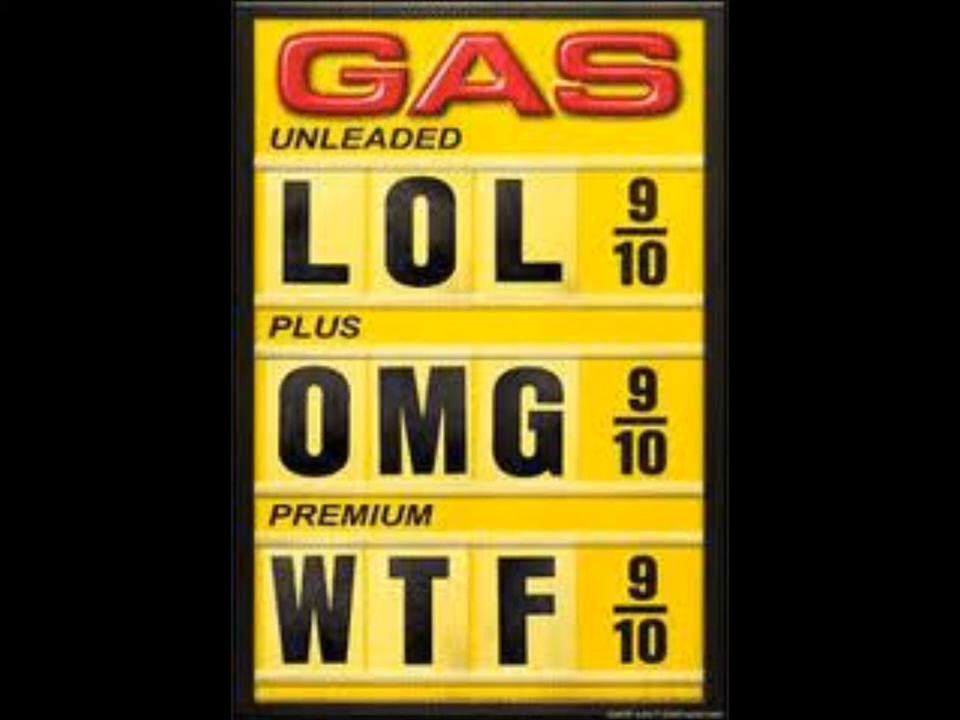 GAS
UNLEADED
LOL 9/10
PLUS
OMG 9/10
PREMIUM
WTF 9/10